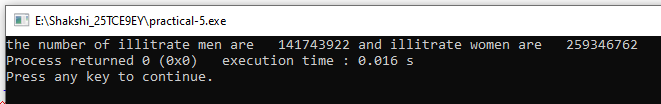 E:\Shakshi_25TCE9EY\practical-5.exe
the number of illitrate men are   141743922 and illitrate women are   259346762
Process returned 0 (0x0)   execution time : 0.016 s
Press any key to continue.